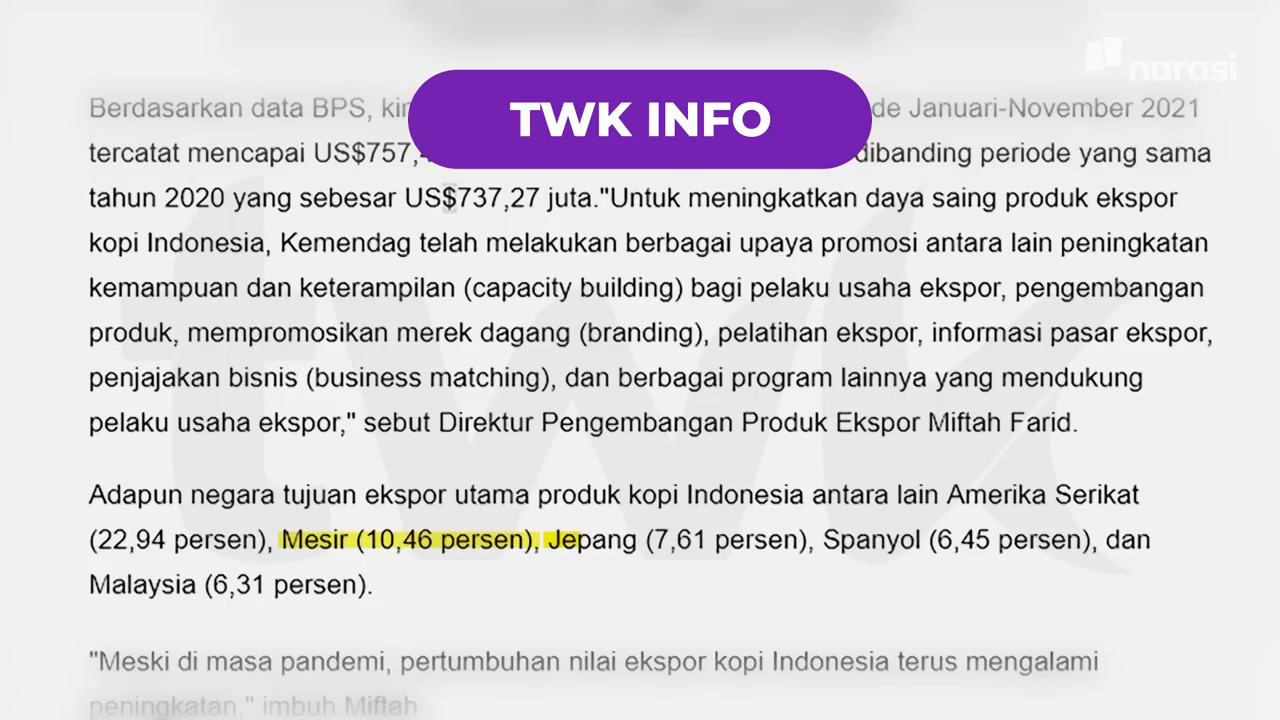 narasi
TWK INFO
Berdasarkan data BPS, de Januari-November 2021
tercatat mencapai US$757, dibanding periode yang sama
tahun 2020 yang sebesar US$737,27 juta."Untuk meningkatkan daya saing produk ekspor
kopi Indonesia, Kemendag telah melakukan berbagai upaya promosi antara lain peningkatan
kemampuan dan keterampilan (capacity building) bagi pelaku usaha ekspor, pengembangan
produk, mempromosikan merek dagang (branding), pelatihan ekspor, informasi pasar ekspor,
penjajakan bisnis (business matching), dan berbagai program lainnya yang mendukung
pelaku usaha ekspor," sebut Direktur Pengembangan Produk Ekspor Miftah Farid.
Adapun negara tujuan ekspor utama produk kopi Indonesia antara lain Amerika Serikat
(22,94 persen), Mesir (10,46 persen), Jepang (7,61 persen), Spanyol (6,45 persen), dan
Malaysia (6,31 persen).
"Meski di masa pandemi, pertumbuhan nilai ekspor kopi Indonesia terus mengalami
peningkatan," imbuh Miftah
twk